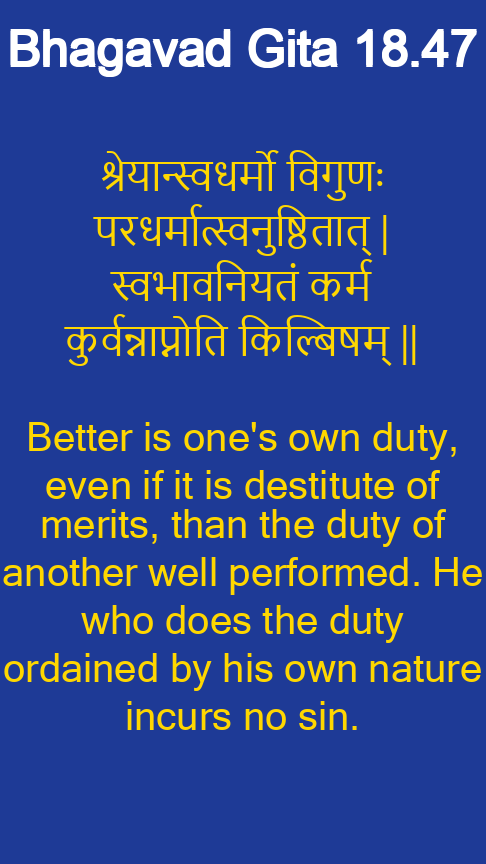 Bhagavad Gita 18.47
श्रेयान्स्वधर्मो विगुणः
परधर्मात्स्वनुष्ठितात् |
स्वभावनियतं कर्म
कुर्वन्नाप्नोति किल्बिषम् ||
Better is one's own duty,
even if it is destitute of
merits, than the duty of
another well performed. He
who does the duty
ordained by his own nature
incurs no sin.